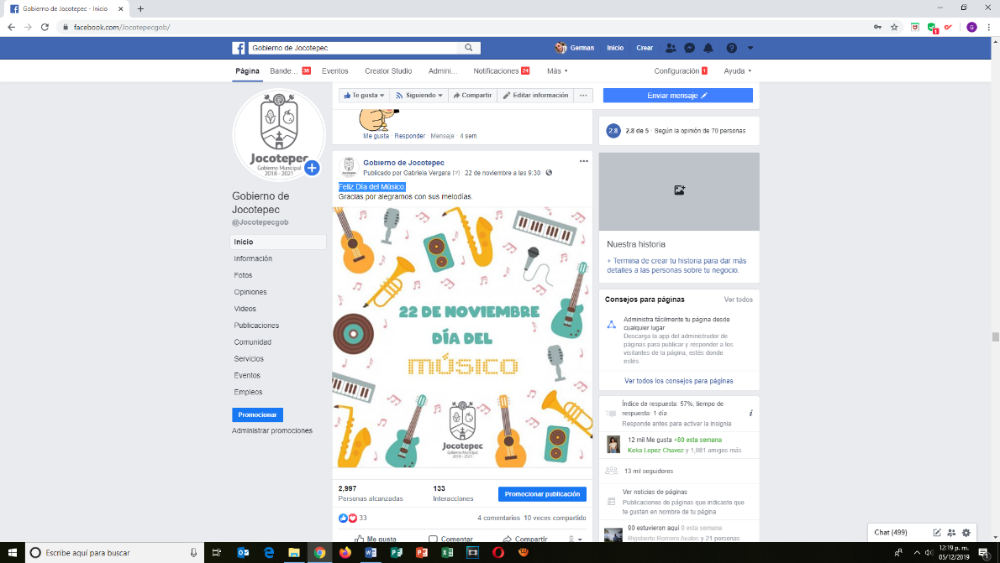 Gobierno de Jocotepec - Inicio
facebook.com/Jocotepecgob/
G
Gobierno de Jocotepec
German Inicio Crear
Página Bande... 36 Eventos Creator Studio Admini... Notificaciones 24 Más Configuración 1 Ayuda
Te gusta Siguiendo Compartir Editar información ...
Enviar mensaje
Jocotepec
Gobierno Municipal
2018 - 2021
Gobierno de
Jocotepec
@Jocotepecgob
Inicio
Información
Fotos
Opiniones
Videos
Publicaciones
Comunidad
Servicios
Eventos
Empleos
Promocionar
Administrar promociones
Me gusta · Responder · Mensaje · 4 sem
Gobierno de Jocotepec
Publicado por Gabriela Vergara [?] · 22 de noviembre a las 9:30 ·
Feliz Día del Músico.
Gracias por alegrarnos con sus melodías.
22 DE NOVIEMBRE
DÍA DEL
MÚSICO
Jocotepec
Gobierno Municipal
2018 - 2021
2,997
Personas alcanzadas
133
Interacciones
Promocionar publicación
33
4 comentarios 10 veces compartido
Me gusta Comentar Compartir
2.8 2.8 de 5 · Según la opinión de 70 personas
Nuestra historia
+ Termina de crear tu historia para dar más
detalles a las personas sobre tu negocio.
Consejos para páginas Ver todos
Administra fácilmente tu página desde
cualquier lugar
Descarga la app del administrador de
páginas para publicar y responder a los
visitantes de la página, estés donde
estés.
Ver todos los consejos para páginas
Índice de respuesta: 57%, tiempo de
respuesta: 1 día
Responde antes para activar la insignia
12 mil Me gusta +80 esta semana
Keka Lopez Chavez y 1,081 amigos más
13 mil seguidores
Ver noticias de páginas
Publicaciones de páginas que indicaste que
te gustan en nombre de tu página
90 estuvieron aquí 0 esta semana
Rigoberto Romero Avalos y 21 personas
Chat (499)
Escribe aquí para buscar
12:19 p. m.
05/12/2019